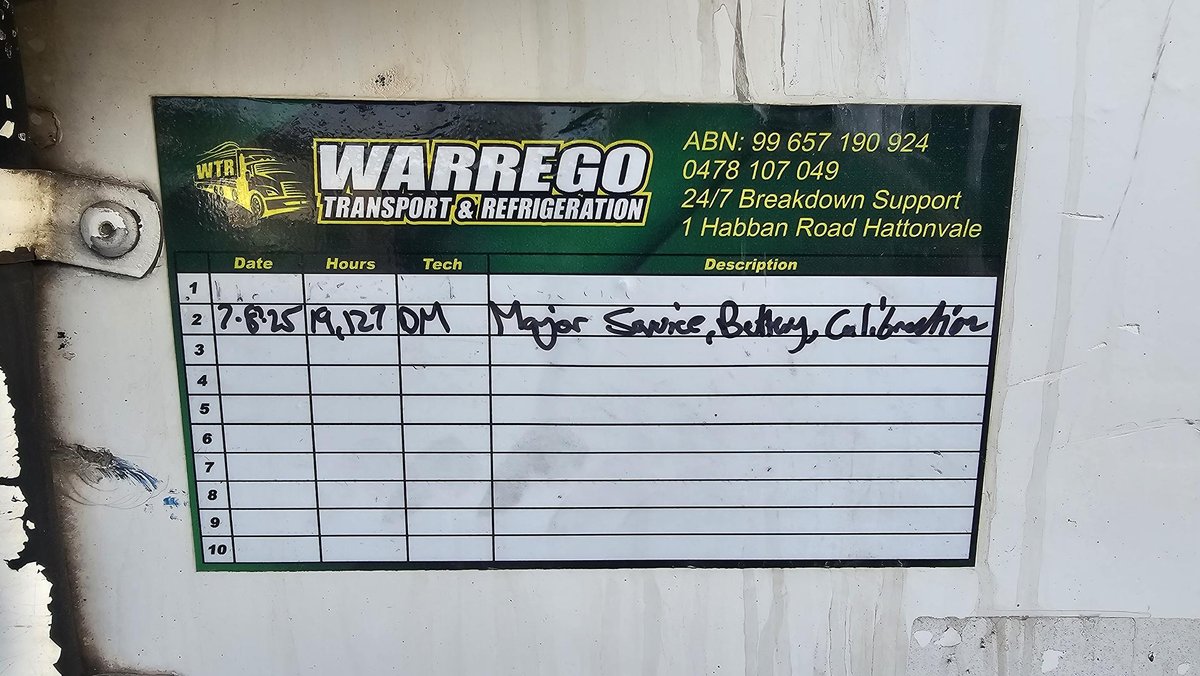 WTR
WARREGO
TRANSPORT & REFRIGERATION
ABN: 99 657 190 924
0478 107 049
24/7 Breakdown Support
1 Habban Road Hattonvale
Date Hours Tech Description
1
2 7.8.25 19,127 DM Major Service, Battery, Calibration
3
4
5
6
7
8
9
10